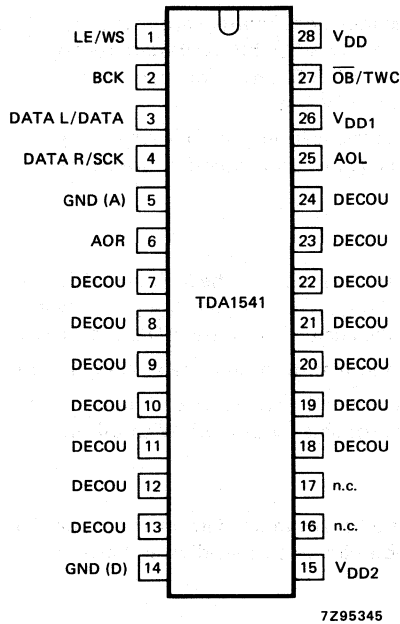 LE/WS 1 28 VDD
BCK 2 27 OB/TWC
DATA L/DATA 3 26 VDD1
DATA R/SCK 4 25 AOL
GND (A) 5 24 DECOU
AOR 6 23 DECOU
DECOU 7 22 DECOU
TDA1541
DECOU 8 21 DECOU
DECOU 9 20 DECOU
DECOU 10 19 DECOU
DECOU 11 18 DECOU
DECOU 12 17 n.c.
DECOU 13 16 n.c.
GND (D) 14 15 VDD2
7Z95345